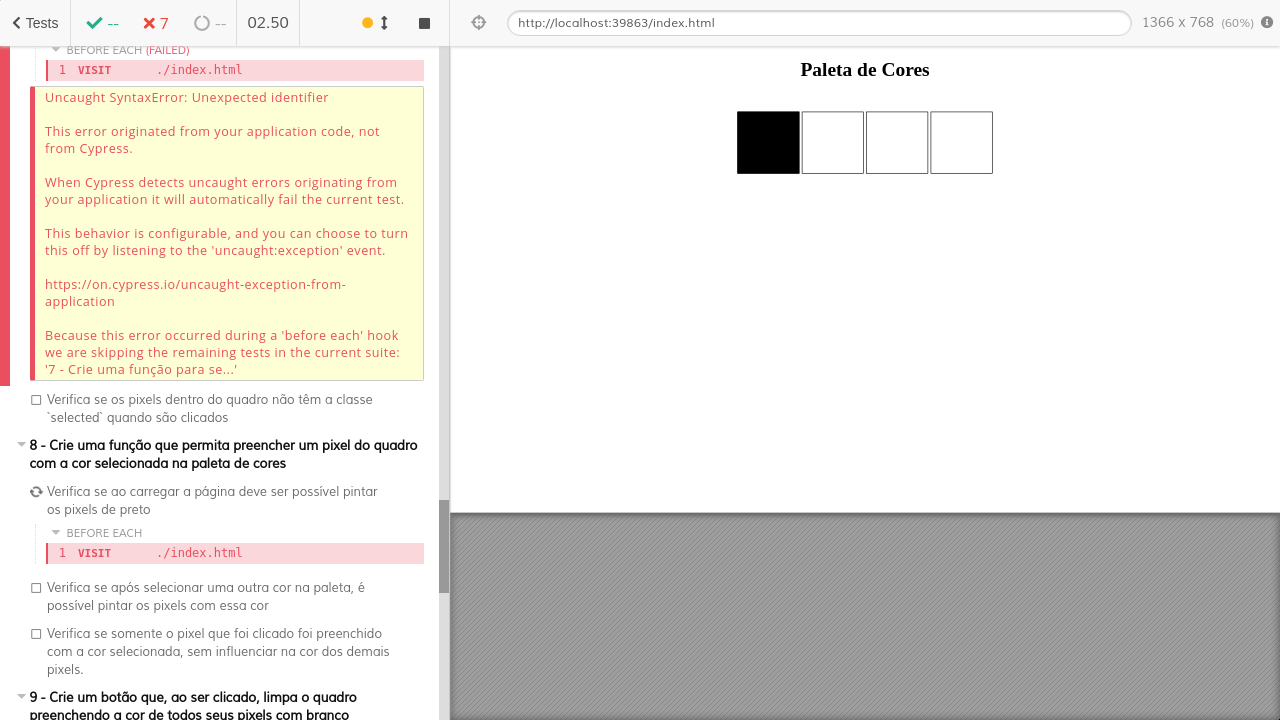 Tests
--
7
--
02.50
http://localhost:39863/index.html
1366 x 768 (60%)
BEFORE EACH (FAILED)
1 VISIT ./index.html
Uncaught SyntaxError: Unexpected identifier
This error originated from your application code, not
from Cypress.
When Cypress detects uncaught errors originating from
your application it will automatically fail the current test.
This behavior is configurable, and you can choose to turn
this off by listening to the 'uncaught:exception' event.
https://on.cypress.io/uncaught-exception-from-
application
Because this error occurred during a 'before each' hook
we are skipping the remaining tests in the current suite:
'7 - Crie uma função para se...'
Verifica se os pixels dentro do quadro não têm a classe
`selected` quando são clicados
8 - Crie uma função que permita preencher um pixel do quadro
com a cor selecionada na paleta de cores
Verifica se ao carregar a página deve ser possível pintar
os pixels de preto
BEFORE EACH
1 VISIT ./index.html
Verifica se após selecionar uma outra cor na paleta, é
possível pintar os pixels com essa cor
Verifica se somente o pixel que foi clicado foi preenchido
com a cor selecionada, sem influenciar na cor dos demais
pixels.
9 - Crie um botão que, ao ser clicado, limpa o quadro
preenchendo a cor de todos seus pixels com branco
Paleta de Cores